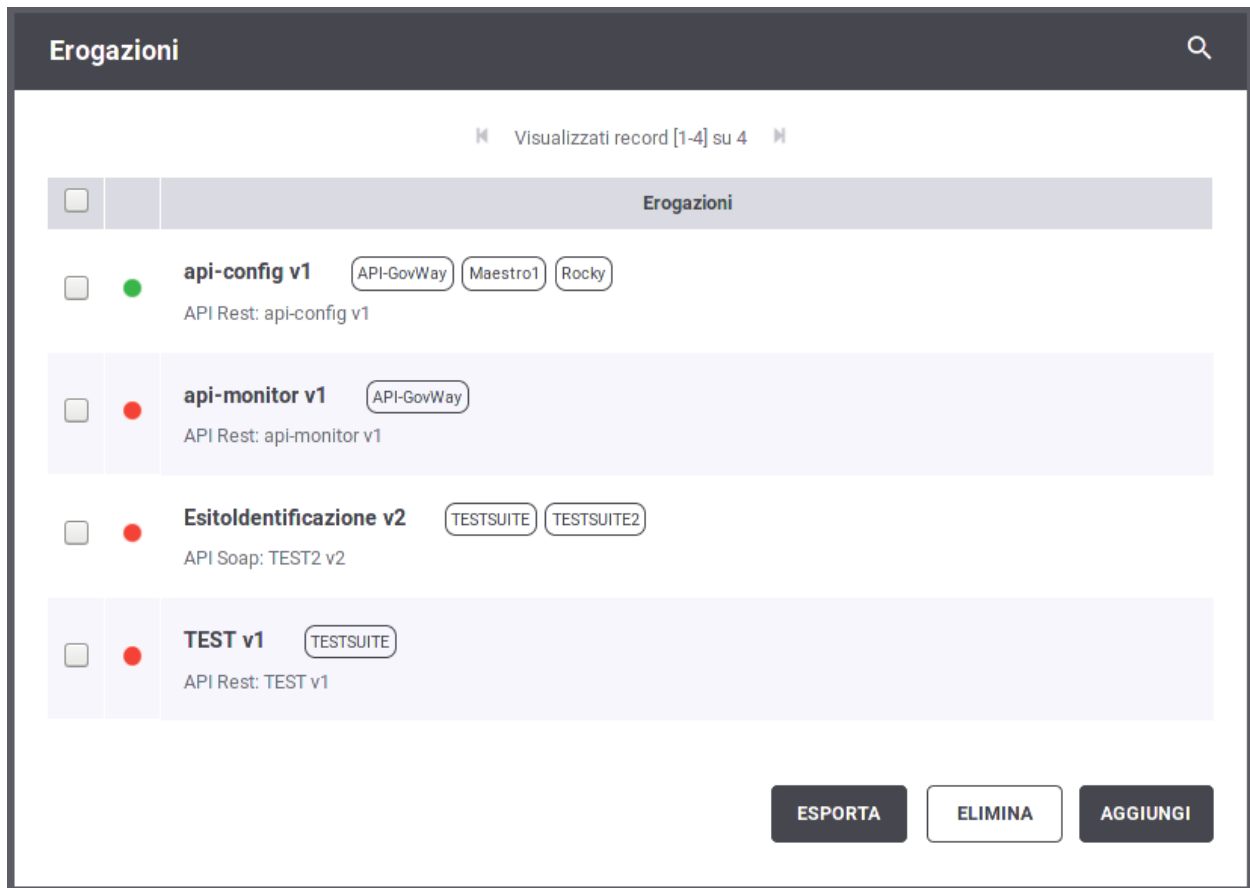 Erogazioni
Visualizzati record [1-4] su 4
Erogazioni
api-config v1 API-GovWay Maestro1 Rocky
API Rest: api-config v1
api-monitor v1 API-GovWay
API Rest: api-monitor v1
EsitoIdentificazione v2 TESTSUITE TESTSUITE2
API Soap: TEST2 v2
TEST v1 TESTSUITE
API Rest: TEST v1
ESPORTA ELIMINA AGGIUNGI